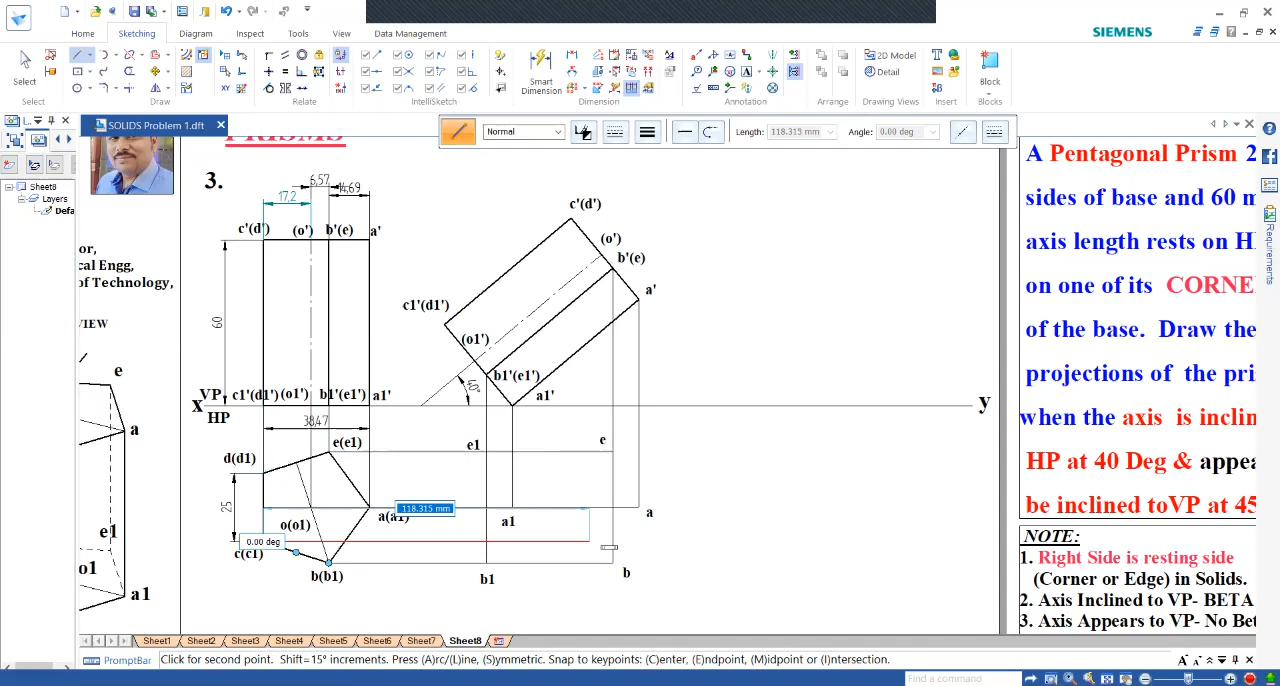 Home
Sketching
Diagram
Inspect
Tools
View
Data Management
SIEMENS
Select
Smart
Dimension
2D Model
Detail
Block
Select
Draw
Relate
IntelliSketch
Dimension
Annotation
Arrange
Drawing Views
Insert
Blocks
SOLIDS Problem 1.dft
Normal
Length:
118.315 mm
Angle:
0.00 deg
Sheet8
Layers
Defa
PRISMS
3.
6,57
14,69
17,2
c'(d')
(o')
b'(e)
a'
60
VP
HP
X
c1'(d1')
(o1')
b1'(e1')
a1'
38,47
c'(d')
(o')
b'(e)
a'
c1'(d1')
(o1')
b1'(e1')
a1'
40°
y
e(e1)
d(d1)
25
o(o1)
a(a1)
c(c1)
b(b1)
e1
e
a1
a
b1
b
118.315 mm
0.00 deg
or,
cal Engg,
of Technology,
VIEW
e
a
e1
o1
a1
A Pentagonal Prism 2
sides of base and 60 m
axis length rests on H
on one of its CORNE
of the base. Draw the
projections of the pri
when the axis is inclin
HP at 40 Deg & appea
be inclined toVP at 45
NOTE:
1. Right Side is resting side
(Corner or Edge) in Solids.
2. Axis Inclined to VP- BETA
3. Axis Appears to VP- No Bet
Requirements
Sheet1
Sheet2
Sheet3
Sheet4
Sheet5
Sheet6
Sheet7
Sheet8
PromptBar
Click for second point. Shift=15° increments. Press (A)rc/(L)ine, (S)ymmetric. Snap to keypoints: (C)enter, (E)ndpoint, (M)idpoint or (I)ntersection.
Find a command